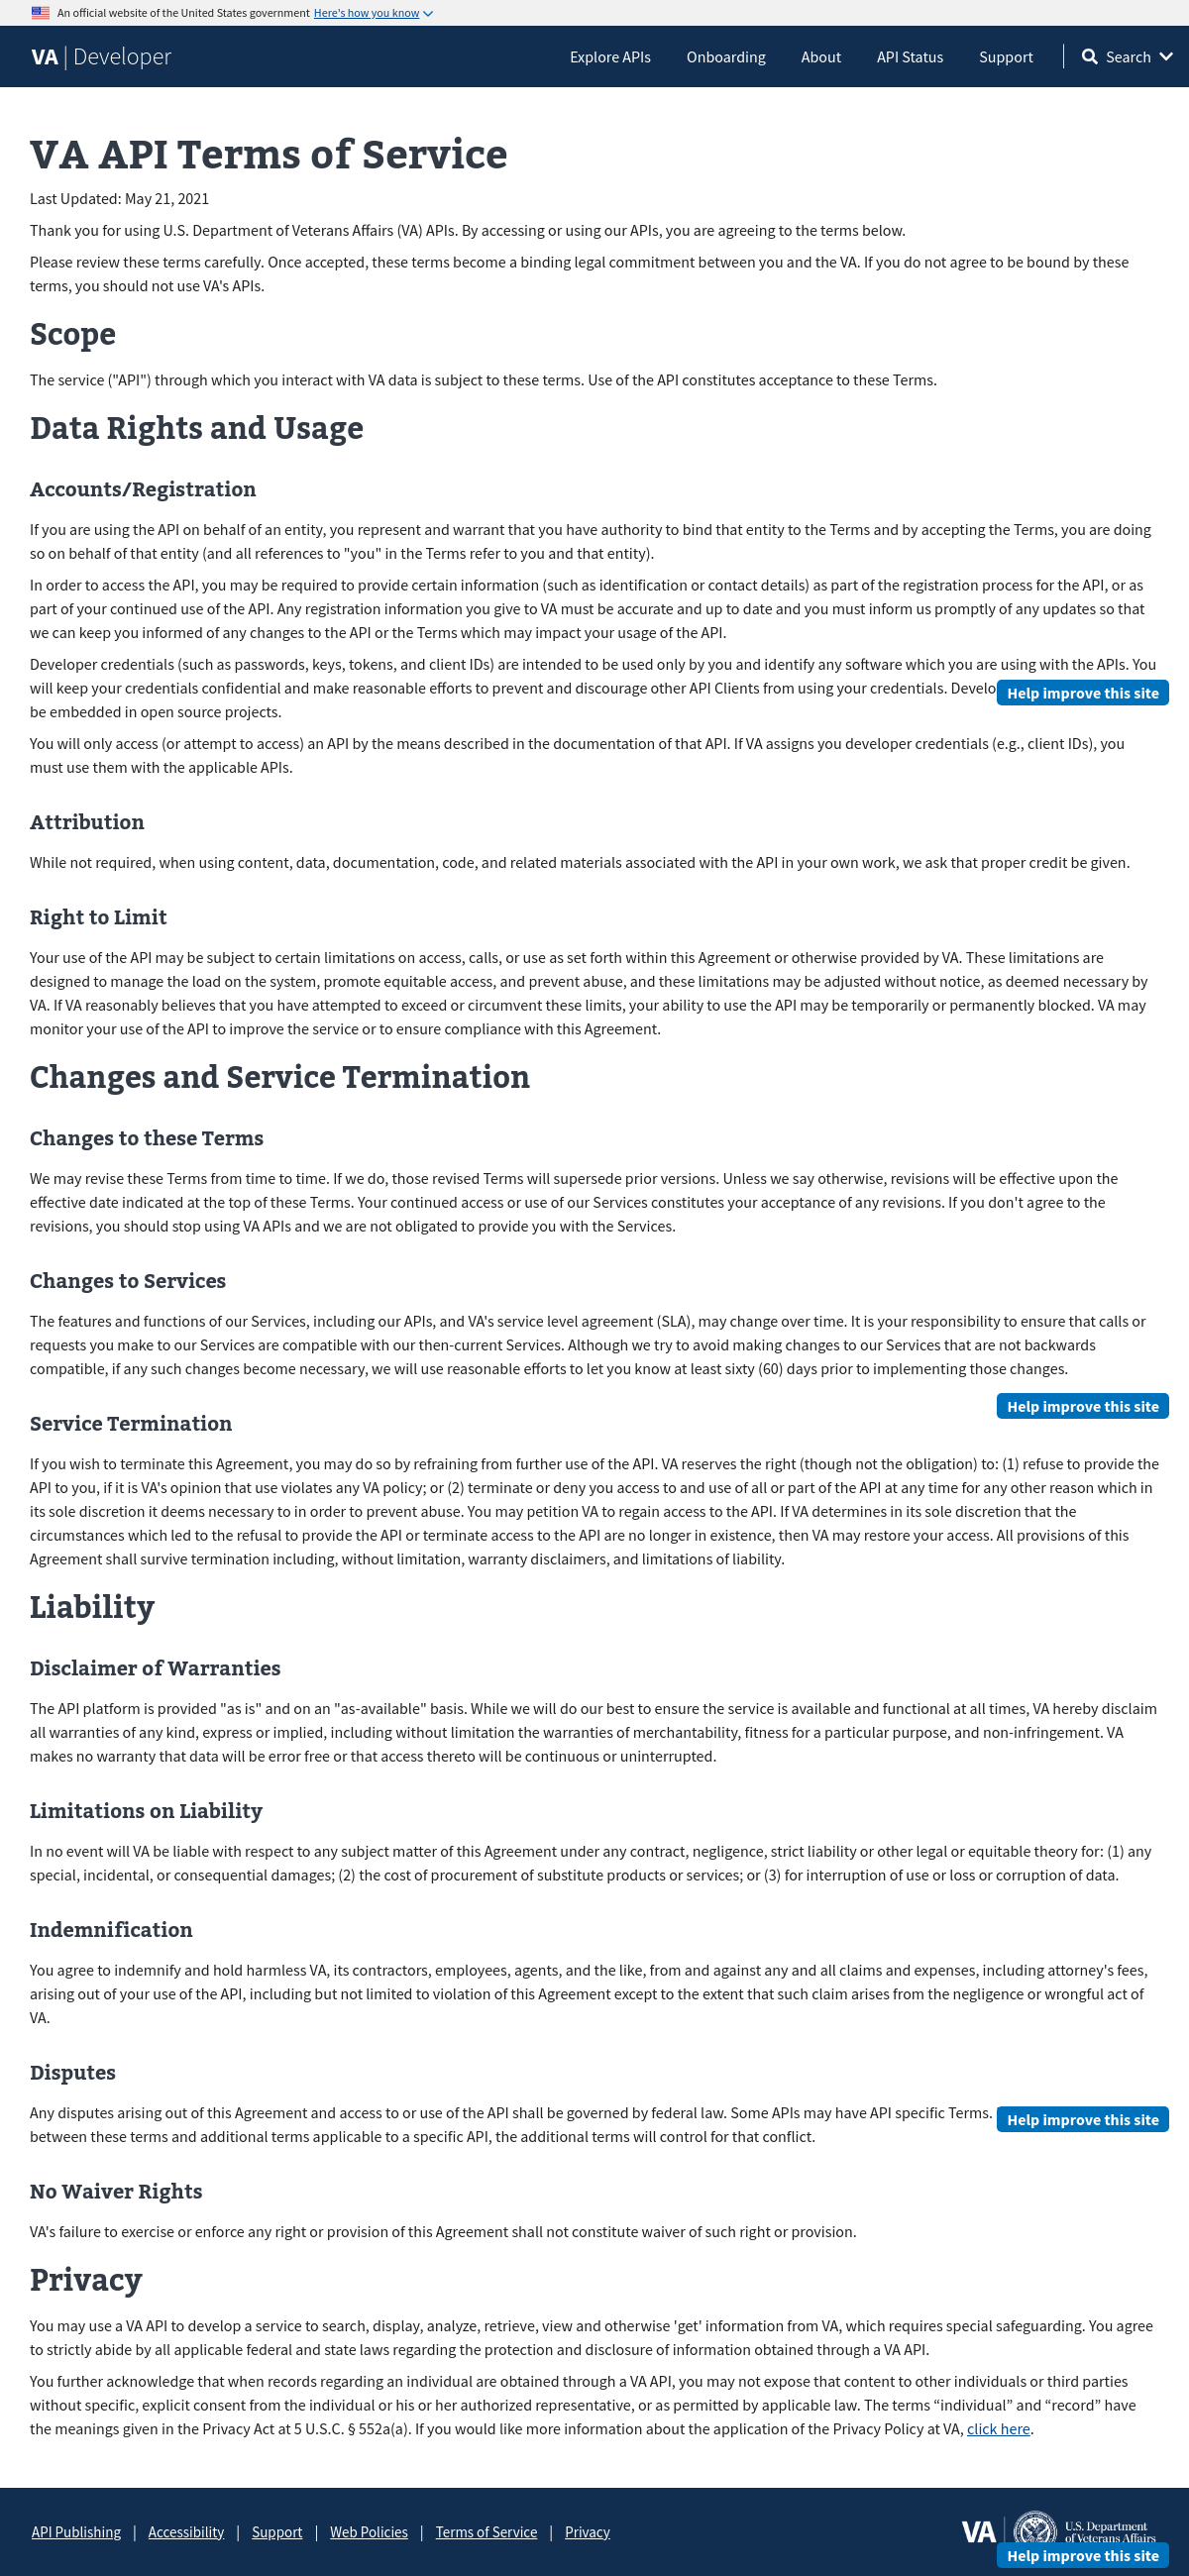 An official website of the United States government Here's how you know
VA | Developer
Explore APIs
Onboarding
About
API Status
Support
Search
VA API Terms of Service
Last Updated: May 21, 2021
Thank you for using U.S. Department of Veterans Affairs (VA) APIs. By accessing or using our APIs, you are agreeing to the terms below.
Please review these terms carefully. Once accepted, these terms become a binding legal commitment between you and the VA. If you do not agree to be bound by these
terms, you should not use VA's APIs.
Scope
The service ("API") through which you interact with VA data is subject to these terms. Use of the API constitutes acceptance to these Terms.
Data Rights and Usage
Accounts/Registration
If you are using the API on behalf of an entity, you represent and warrant that you have authority to bind that entity to the Terms and by accepting the Terms, you are doing
so on behalf of that entity (and all references to "you" in the Terms refer to you and that entity).
In order to access the API, you may be required to provide certain information (such as identification or contact details) as part of the registration process for the API, or as
part of your continued use of the API. Any registration information you give to VA must be accurate and up to date and you must inform us promptly of any updates so that
we can keep you informed of any changes to the API or the Terms which may impact your usage of the API.
Developer credentials (such as passwords, keys, tokens, and client IDs) are intended to be used only by you and identify any software which you are using with the APIs. You
will keep your credentials confidential and make reasonable efforts to prevent and discourage other API Clients from using your credentials.
Help improve this site
be embedded in open source projects.
You will only access (or attempt to access) an API by the means described in the documentation of that API. If VA assigns you developer credentials (e.g., client IDs), you
must use them with the applicable APIs.
Attribution
While not required, when using content, data, documentation, code, and related materials associated with the API in your own work, we ask that proper credit be given.
Right to Limit
Your use of the API may be subject to certain limitations on access, calls, or use as set forth within this Agreement or otherwise provided by VA. These limitations are
designed to manage the load on the system, promote equitable access, and prevent abuse, and these limitations may be adjusted without notice, as deemed necessary by
VA. If VA reasonably believes that you have attempted to exceed or circumvent these limits, your ability to use the API may be temporarily or permanently blocked. VA may
monitor your use of the API to improve the service or to ensure compliance with this Agreement.
Changes and Service Termination
Changes to these Terms
We may revise these Terms from time to time. If we do, those revised Terms will supersede prior versions. Unless we say otherwise, revisions will be effective upon the
effective date indicated at the top of these Terms. Your continued access or use of our Services constitutes your acceptance of any revisions. If you don't agree to the
revisions, you should stop using VA APIs and we are not obligated to provide you with the Services.
Changes to Services
The features and functions of our Services, including our APIs, and VA's service level agreement (SLA), may change over time. It is your responsibility to ensure that calls or
requests you make to our Services are compatible with our then-current Services. Although we try to avoid making changes to our Services that are not backwards
compatible, if any such changes become necessary, we will use reasonable efforts to let you know at least sixty (60) days prior to implementing those changes.
Help improve this site
Service Termination
If you wish to terminate this Agreement, you may do so by refraining from further use of the API. VA reserves the right (though not the obligation) to: (1) refuse to provide the
API to you, if it is VA's opinion that use violates any VA policy; or (2) terminate or deny you access to and use of all or part of the API at any time for any other reason which in
its sole discretion it deems necessary to in order to prevent abuse. You may petition VA to regain access to the API. If VA determines in its sole discretion that the
circumstances which led to the refusal to provide the API or terminate access to the API are no longer in existence, then VA may restore your access. All provisions of this
Agreement shall survive termination including, without limitation, warranty disclaimers, and limitations of liability.
Liability
Disclaimer of Warranties
The API platform is provided "as is" and on an "as-available" basis. While we will do our best to ensure the service is available and functional at all times, VA hereby disclaim
all warranties of any kind, express or implied, including without limitation the warranties of merchantability, fitness for a particular purpose, and non-infringement. VA
makes no warranty that data will be error free or that access thereto will be continuous or uninterrupted.
Limitations on Liability
In no event will VA be liable with respect to any subject matter of this Agreement under any contract, negligence, strict liability or other legal or equitable theory for: (1) any
special, incidental, or consequential damages; (2) the cost of procurement of substitute products or services; or (3) for interruption of use or loss or corruption of data.
Indemnification
You agree to indemnify and hold harmless VA, its contractors, employees, agents, and the like, from and against any and all claims and expenses, including attorney's fees,
arising out of your use of the API, including but not limited to violation of this Agreement except to the extent that such claim arises from the negligence or wrongful act of
VA.
Disputes
Any disputes arising out of this Agreement and access to or use of the API shall be governed by federal law. Some APIs may have API specific Terms.
Help improve this site
between these terms and additional terms applicable to a specific API, the additional terms will control for that conflict.
No Waiver Rights
VA's failure to exercise or enforce any right or provision of this Agreement shall not constitute waiver of such right or provision.
Privacy
You may use a VA API to develop a service to search, display, analyze, retrieve, view and otherwise 'get' information from VA, which requires special safeguarding. You agree
to strictly abide by all applicable federal and state laws regarding the protection and disclosure of information obtained through a VA API.
You further acknowledge that when records regarding an individual are obtained through a VA API, you may not expose that content to other individuals or third parties
without specific, explicit consent from the individual or his or her authorized representative, or as permitted by applicable law. The terms “individual” and “record” have
the meanings given in the Privacy Act at 5 U.S.C. § 552a(a). If you would like more information about the application of the Privacy Policy at VA, click here.
API Publishing | Accessibility | Support | Web Policies | Terms of Service | Privacy
VA
U.S. Department
of Veterans Affairs
Help improve this site